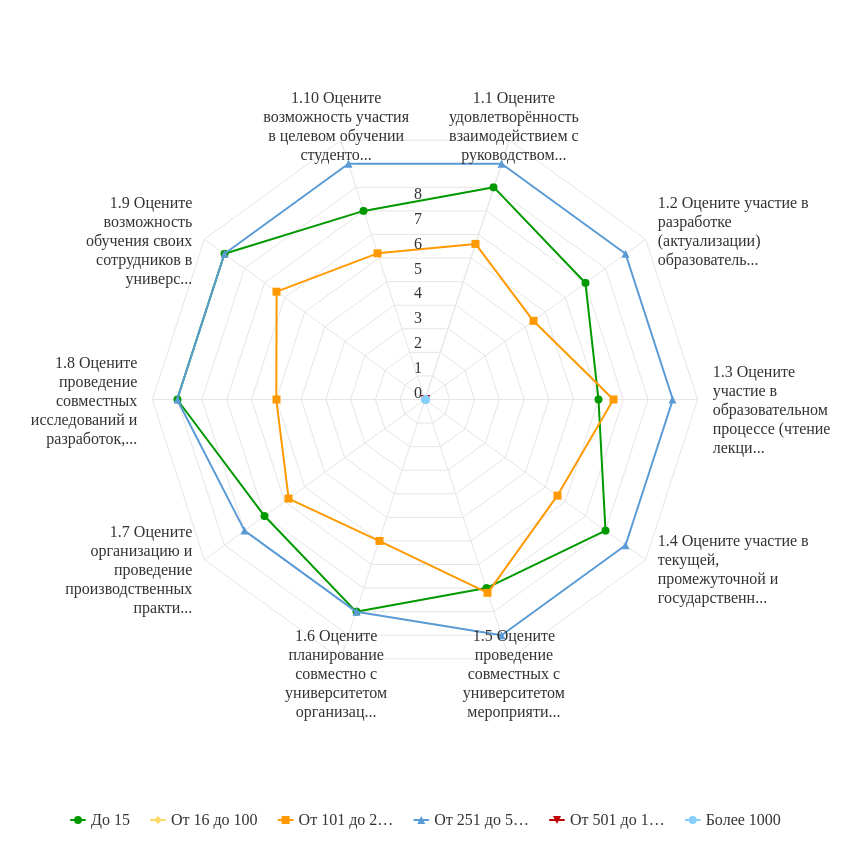 1.10 Оцените
возможность участия
в целевом обучении
студенто...
1.1 Оцените
удовлетворённость
взаимодействием с
руководством...
1.9 Оцените
возможность
обучения своих
сотрудников в
универс...
1.2 Оцените участие в
разработке
(актуализации)
образователь...
8
7
6
5
4
3
2
1
0
1.8 Оцените
проведение
совместных
исследований и
разработок,...
1.3 Оцените
участие в
образовательном
процессе (чтение
лекци...
1.7 Оцените
организацию и
проведение
производственных
практи...
1.4 Оцените участие в
текущей,
промежуточной и
государственн...
1.6 Оцените
планирование
совместно с
университетом
организац...
1.5 Оцените
проведение
совместных с
университетом
мероприяти...
До 15
От 16 до 100
От 101 до 2…
От 251 до 5…
От 501 до 1…
Более 1000